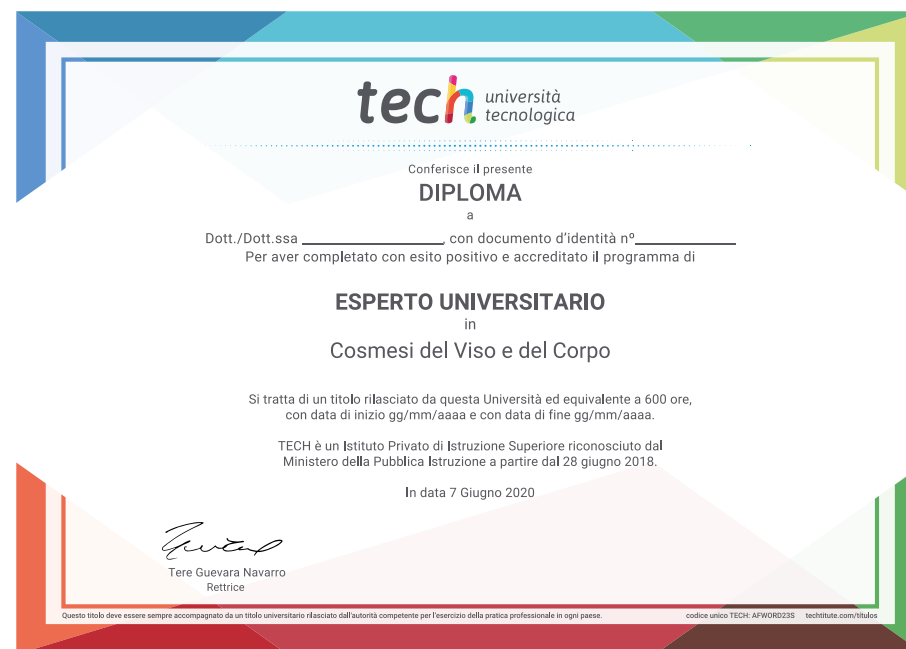 tech università
tecnologica
Conferisce il presente
DIPLOMA
a
Dott./Dott.ssa ____________________, con documento d'identità nº______________
Per aver completato con esito positivo e accreditato il programma di
ESPERTO UNIVERSITARIO
in
Cosmesi del Viso e del Corpo
Si tratta di un titolo rilasciato da questa Università ed equivalente a 600 ore,
con data di inizio gg/mm/aaaa e con data di fine gg/mm/aaaa.
TECH è un Istituto Privato di Istruzione Superiore riconosciuto dal
Ministero della Pubblica Istruzione a partire dal 28 giugno 2018.
In data 7 Giugno 2020
Tere Guevara Navarro
Rettrice
Questo titolo deve essere sempre accompagnato da un titolo universitario rilasciato dall'autorità competente per l'esercizio della pratica professionale in ogni paese. codice unico TECH: AFWORD23S techtitute.com/titulos